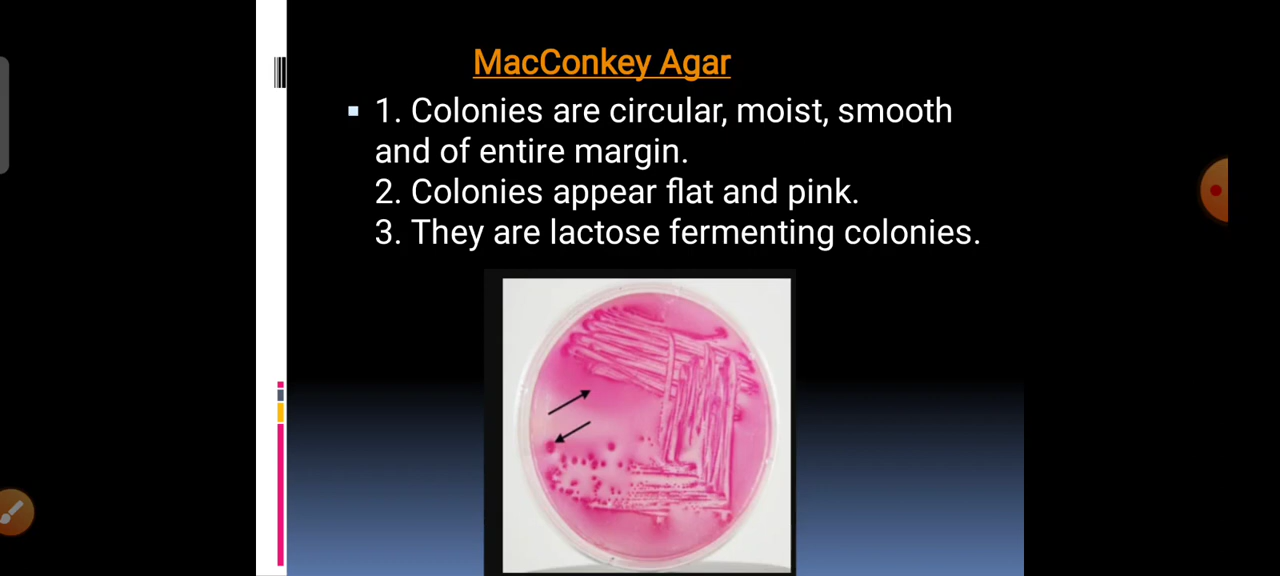 MacConkey Agar
1. Colonies are circular, moist, smooth
and of entire margin.
2. Colonies appear flat and pink.
3. They are lactose fermenting colonies.